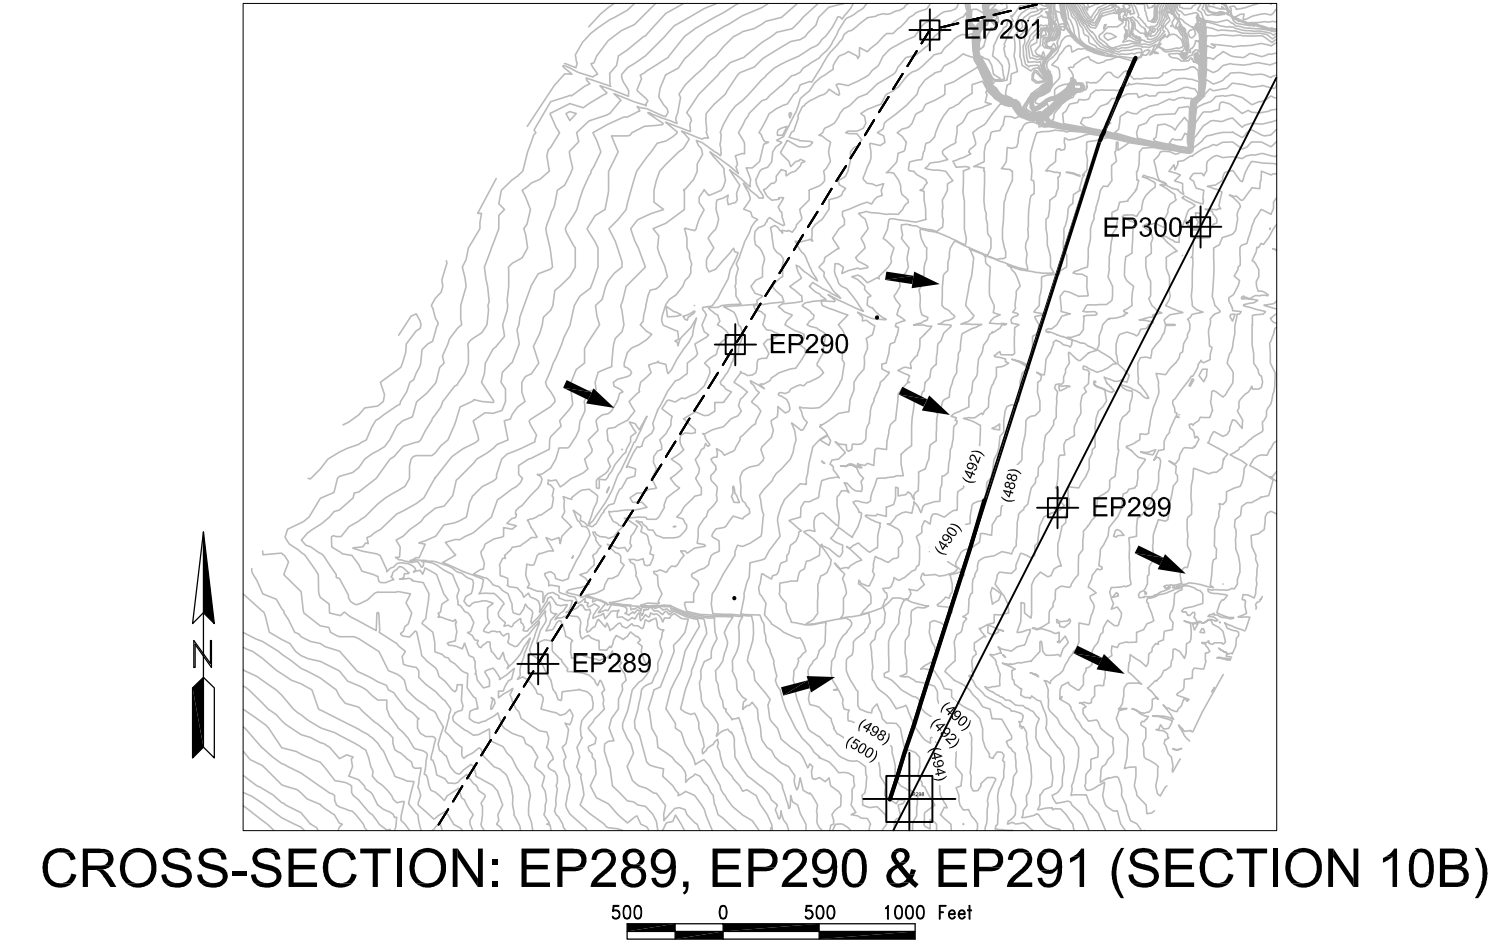 EP291
EP300
EP290
(492)
(488)
EP299
(490)
N
EP289
(490)
(498)
(492)
(500)
(494)
CROSS-SECTION: EP289, EP290 & EP291 (SECTION 10B)
500 0 500 1000 Feet